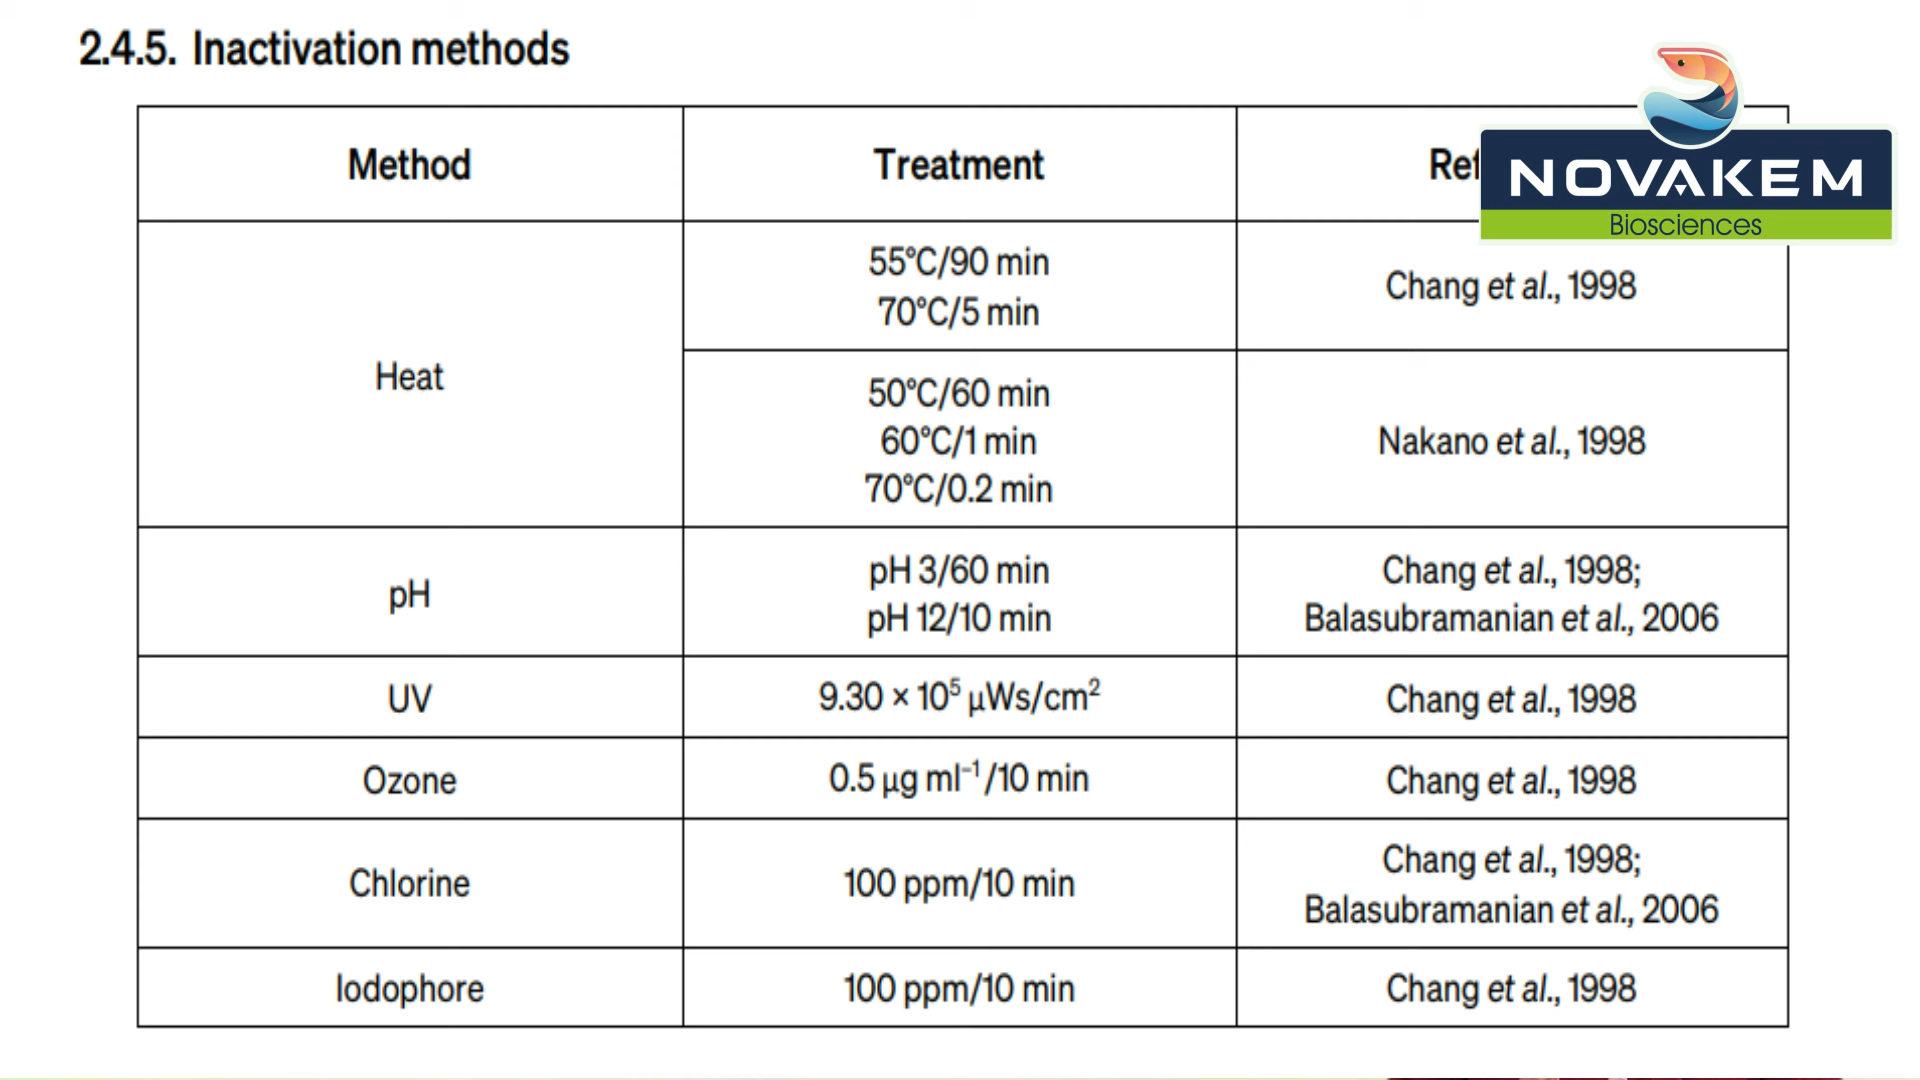 2.4.5. Inactivation methods
NOVAKEM
Biosciences
Method Treatment
55°C/90 min
70°C/5 min
Chang et al., 1998
Heat
50°C/60 min
60°C/1 min
70°C/0.2 min
Nakano et al., 1998
pH
pH 3/60 min
pH 12/10 min
Chang et al., 1998;
Balasubramanian et al., 2006
UV 9.30 × 10⁵ µWs/cm² Chang et al., 1998
Ozone 0.5 µg ml⁻¹/10 min Chang et al., 1998
Chlorine 100 ppm/10 min
Chang et al., 1998;
Balasubramanian et al., 2006
Iodophore 100 ppm/10 min Chang et al., 1998